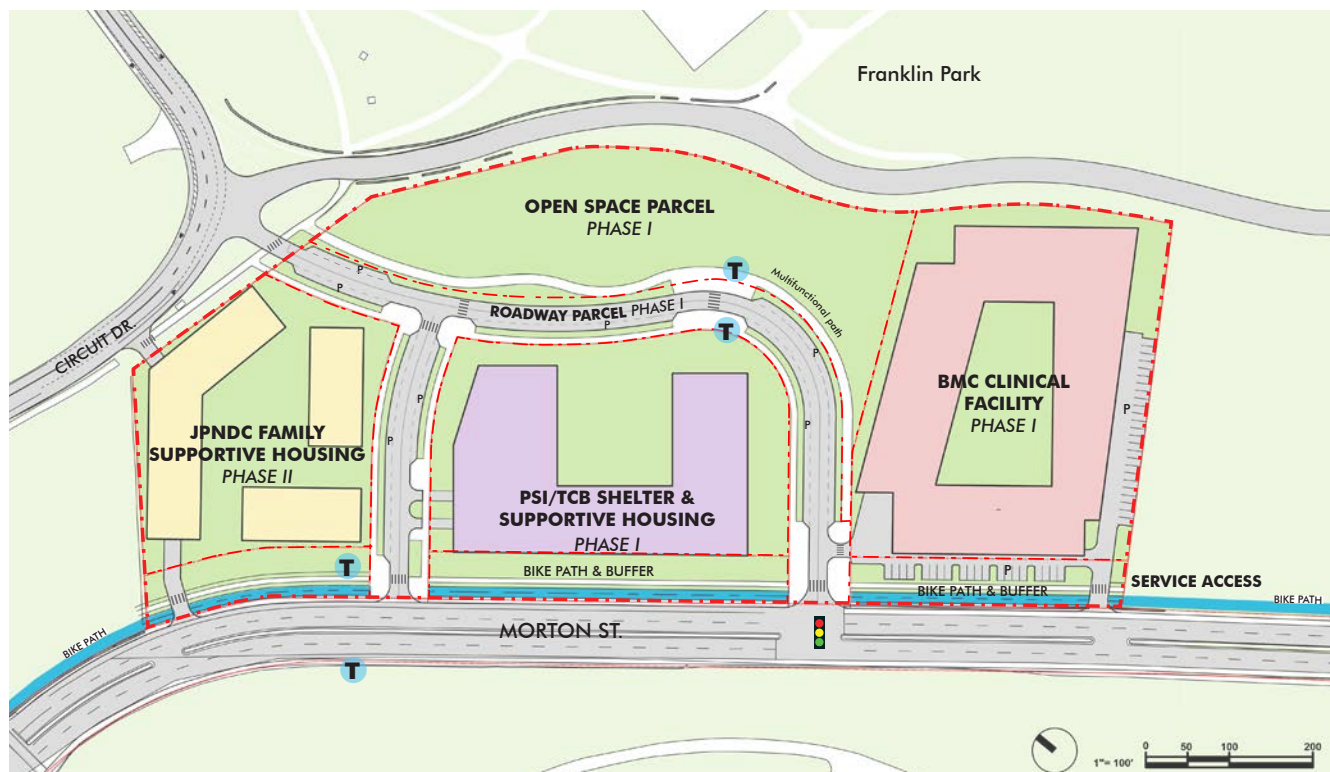 Franklin Park
OPEN SPACE PARCEL
PHASE I
T
Multifunctional path
P
P
ROADWAY PARCEL PHASE I
P
T
P
CIRCUIT DR.
BMC CLINICAL
FACILITY
PHASE I
P
JPNDC FAMILY
SUPPORTIVE HOUSING
PHASE II
P
P
PSI/TCB SHELTER &
SUPPORTIVE HOUSING
PHASE I
T
BIKE PATH & BUFFER
P
BIKE PATH & BUFFER
SERVICE ACCESS
BIKE PATH
BIKE PATH
MORTON ST.
T
1"= 100'
0 50 100 200